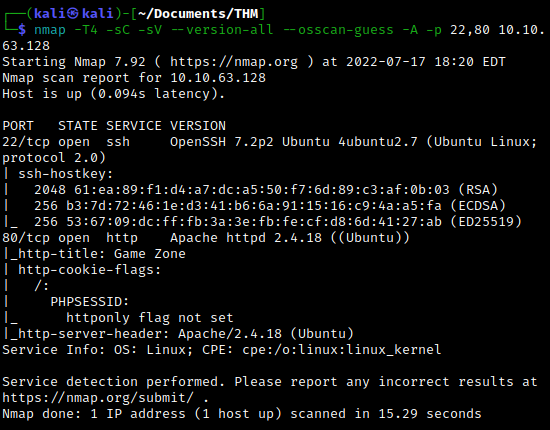 ┌──(kali㉿kali)-[~/Documents/THM]
└─$ nmap -T4 -sC -sV --version-all --osscan-guess -A -p 22,80 10.10.
63.128
Starting Nmap 7.92 ( https://nmap.org ) at 2022-07-17 18:20 EDT
Nmap scan report for 10.10.63.128
Host is up (0.094s latency).

PORT   STATE SERVICE VERSION
22/tcp open  ssh     OpenSSH 7.2p2 Ubuntu 4ubuntu2.7 (Ubuntu Linux;
protocol 2.0)
| ssh-hostkey:
|   2048 61:ea:89:f1:d4:a7:dc:a5:50:f7:6d:89:c3:af:0b:03 (RSA)
|   256 b3:7d:72:46:1e:d3:41:b6:6a:91:15:16:c9:4a:a5:fa (ECDSA)
|_  256 53:67:09:dc:ff:fb:3a:3e:fb:fe:cf:d8:6d:41:27:ab (ED25519)
80/tcp open  http    Apache httpd 2.4.18 ((Ubuntu))
|_http-title: Game Zone
| http-cookie-flags:
|   /:
|     PHPSESSID:
|_      httponly flag not set
|_http-server-header: Apache/2.4.18 (Ubuntu)
Service Info: OS: Linux; CPE: cpe:/o:linux:linux_kernel

Service detection performed. Please report any incorrect results at
https://nmap.org/submit/ .
Nmap done: 1 IP address (1 host up) scanned in 15.29 seconds